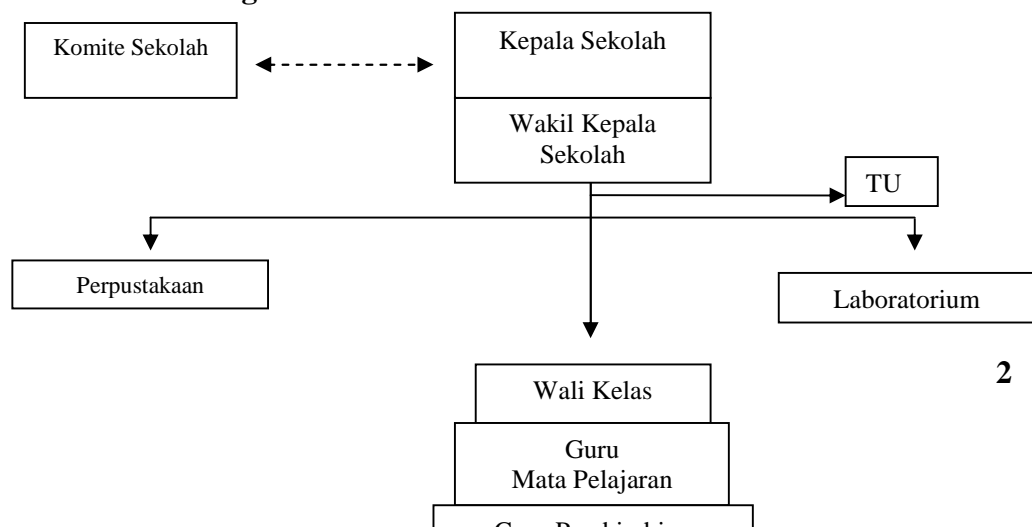 Komite Sekolah
Kepala Sekolah
Wakil Kepala
Sekolah
TU
Perpustakaan
Laboratorium
2
Wali Kelas
Guru
Mata Pelajaran